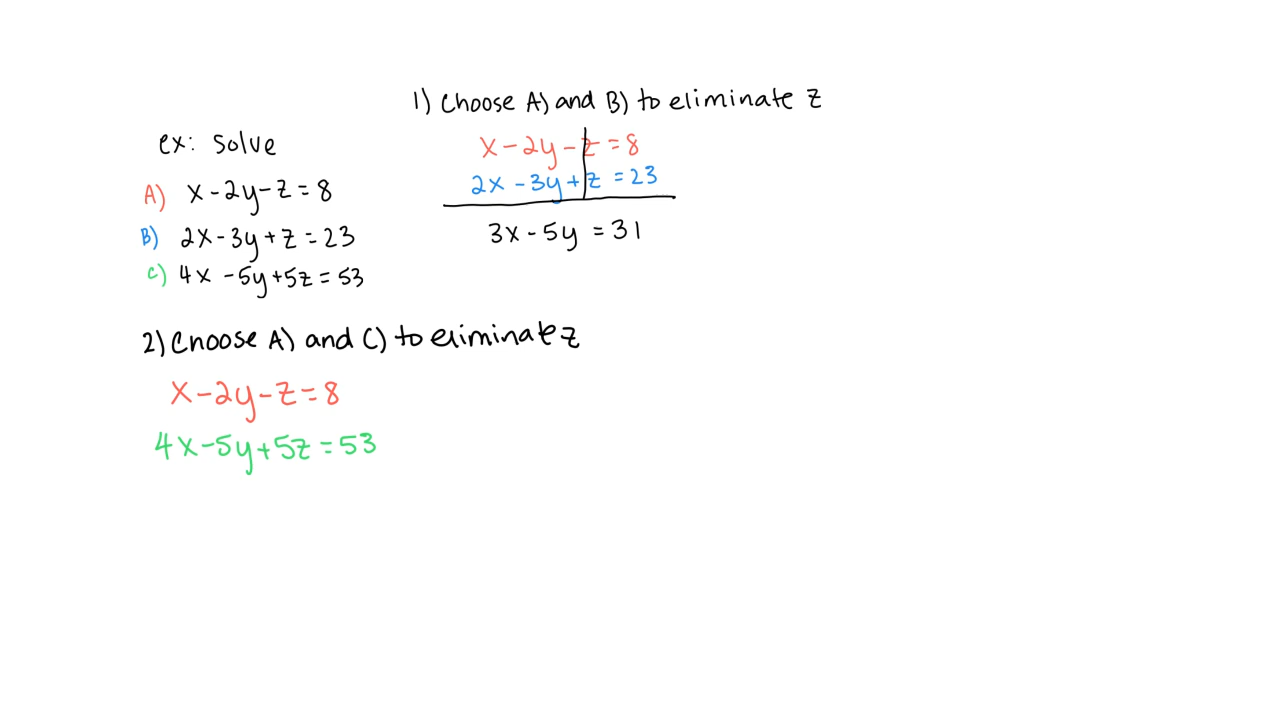 ex: Solve
A) x-2y-z=8
B) 2x-3y+z=23
C) 4x-5y+5z=53
1) Choose A) and B) to eliminate z
x-2y-z=8
2x-3y+z=23
3x-5y=31
2) Choose A) and C) to eliminate z
x-2y-z=8
4x-5y+5z=53